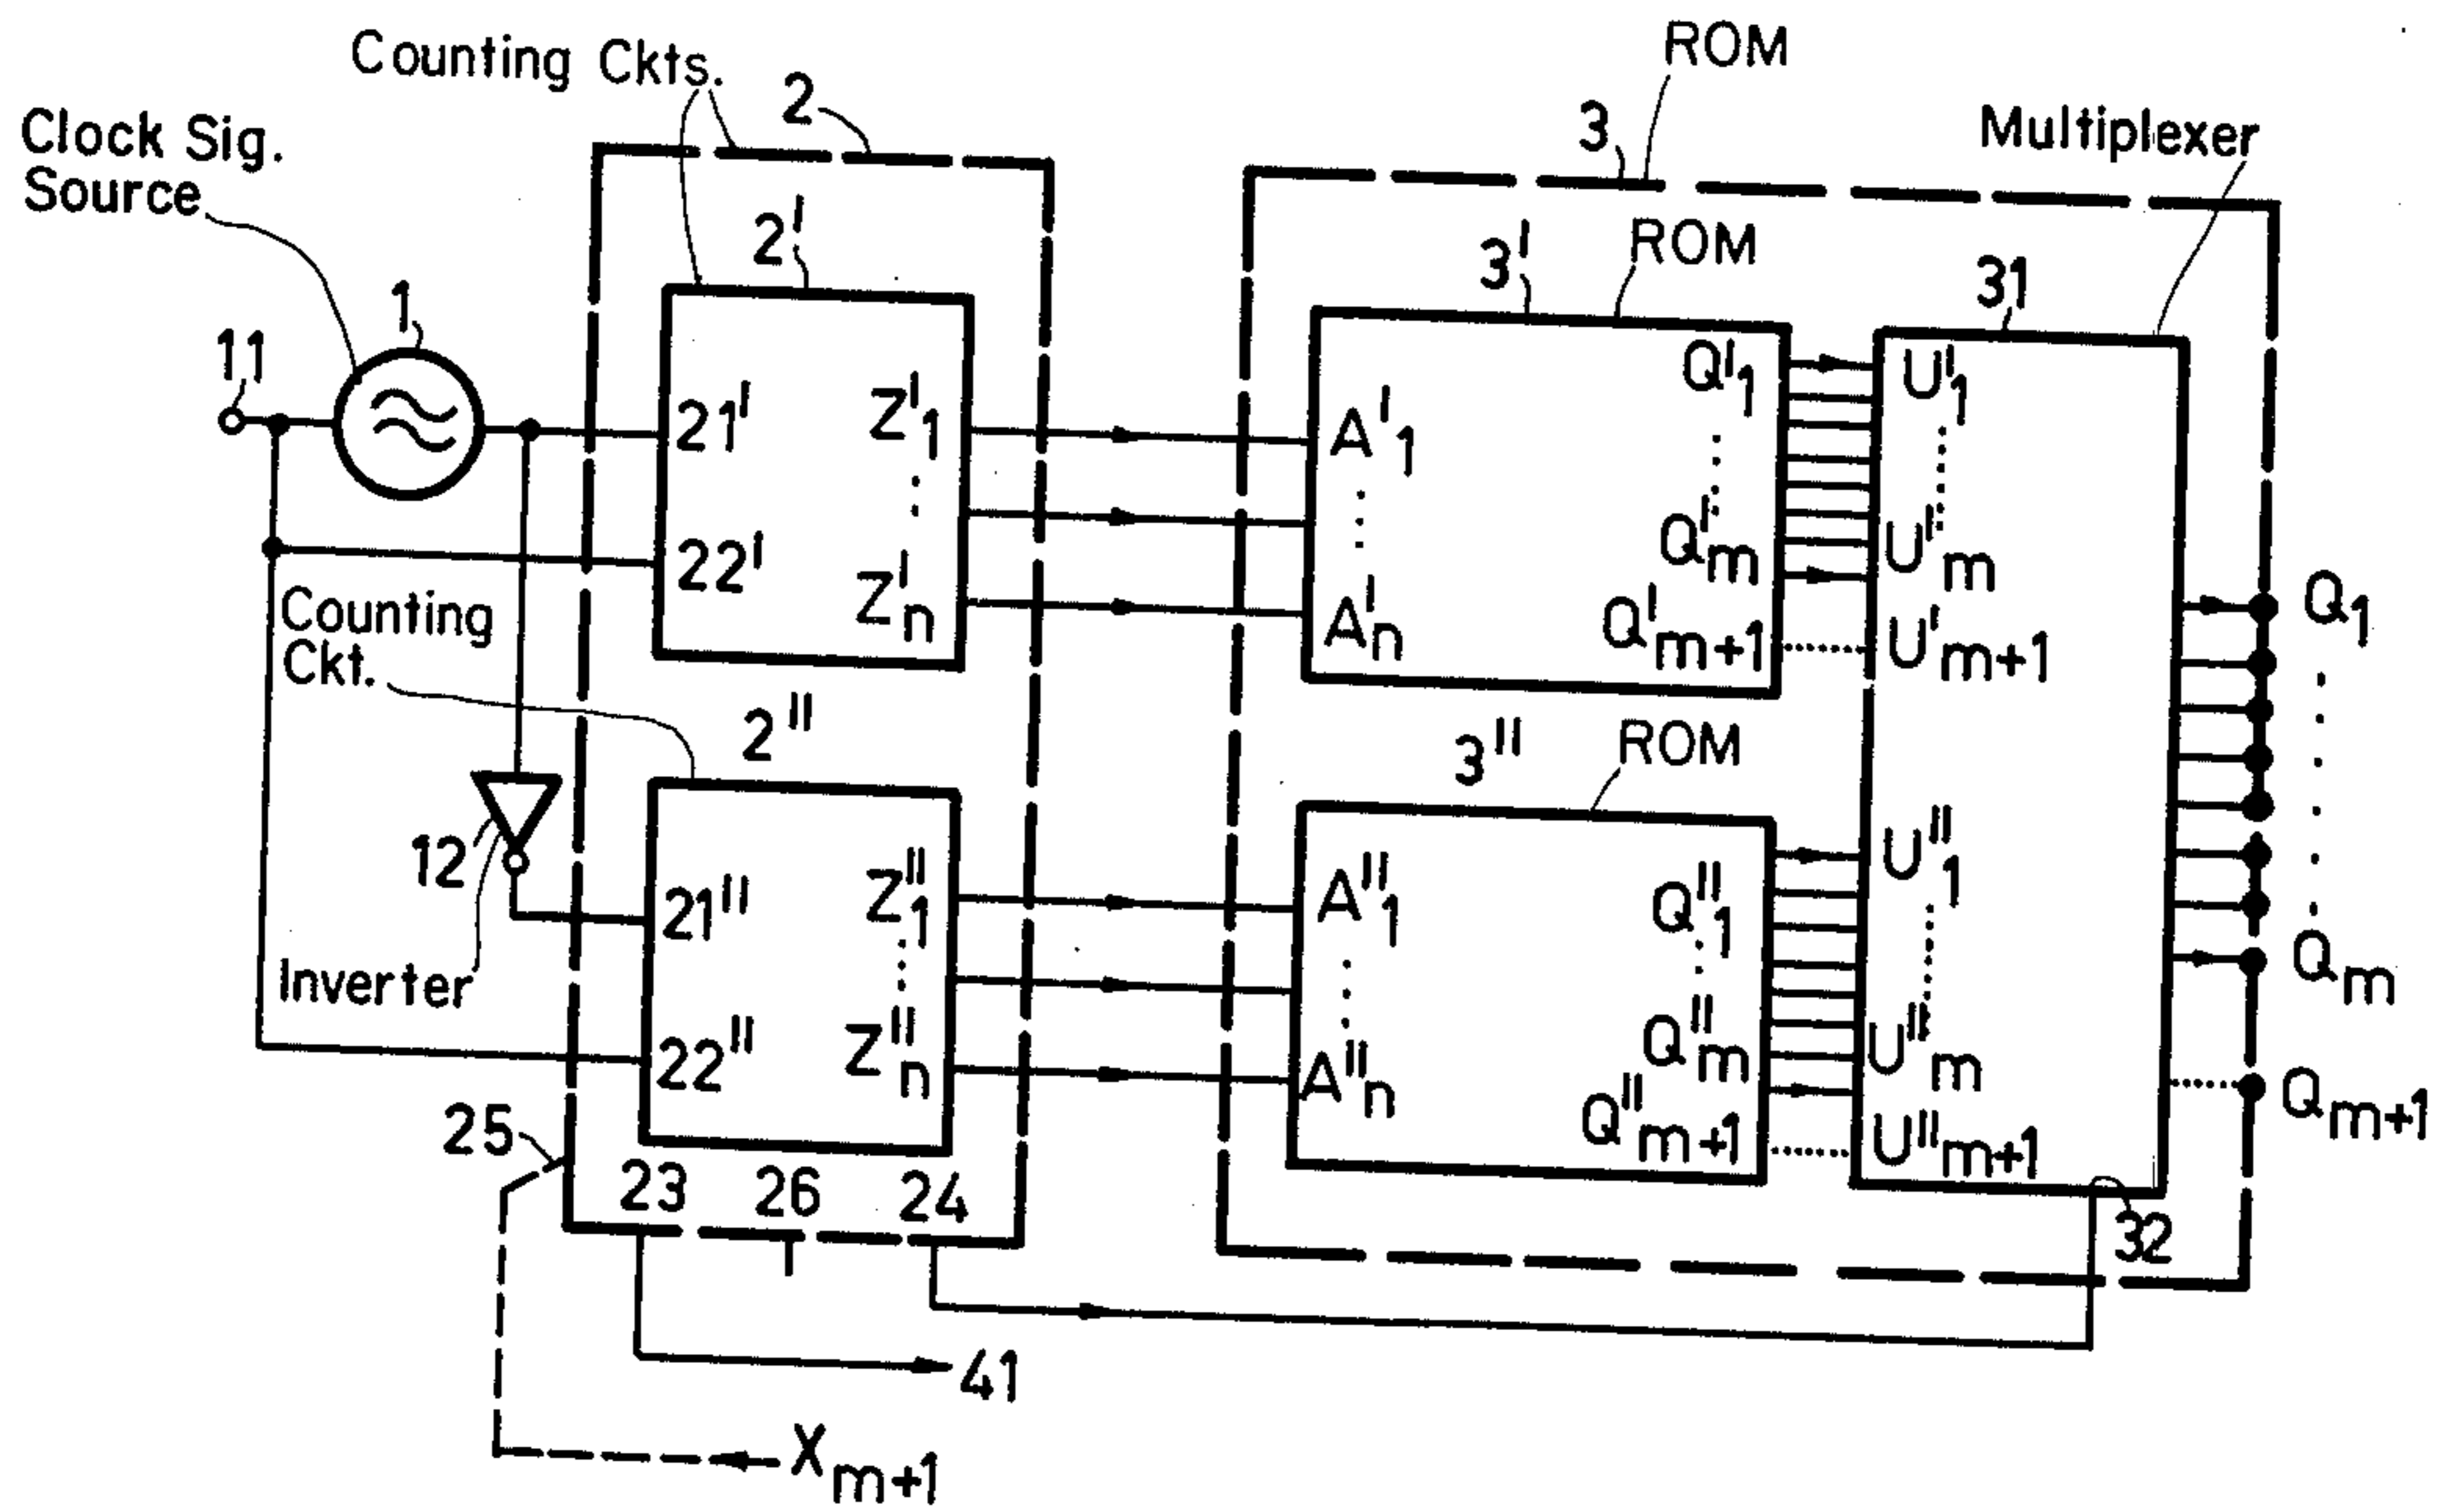 Counting Ckts.
2
ROM
3
Multiplexer
Clock Sig.
Source
2'
3'
ROM
31
1
11
21'
Z'1
A'1
Q'1
U'1
22'
Z'n
A'n
Q'm
U'm
Q'm+1
U'm+1
Q1
Counting
Ckt.
2"
3"
ROM
12
21"
Z"1
A"1
Q"1
U"1
Qm
Inverter
22"
Z"n
A"n
Q"m
U"m
Qm+1
25
23
26
24
Q"m+1
U"m+1
32
41
Xm+1